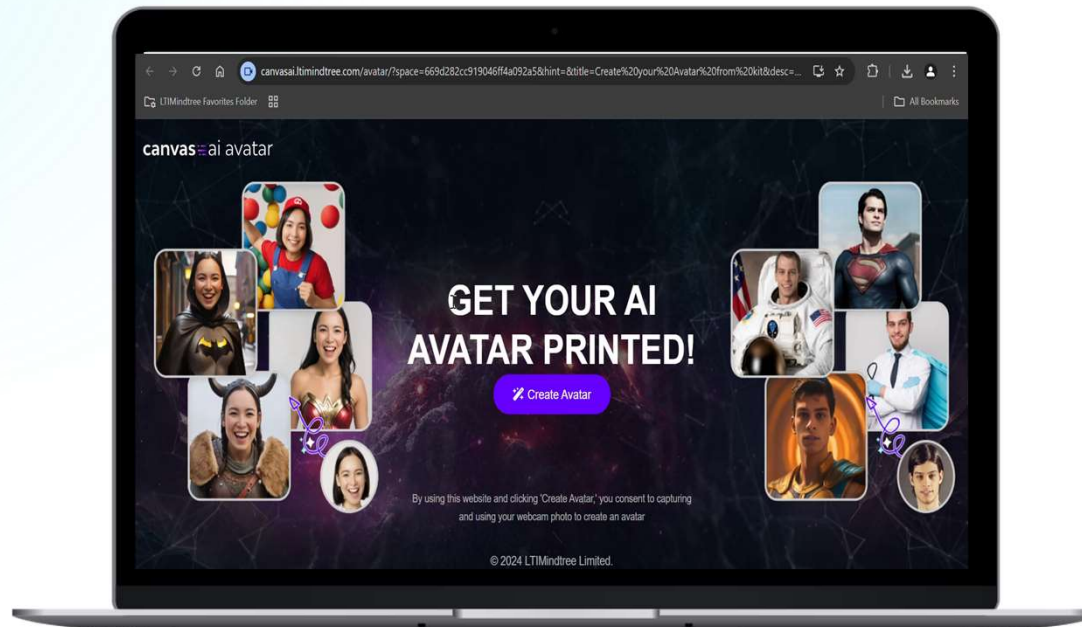 canvasai.ltimindtree.com/avatar/?space=669d282cc919046ff4a092a5&hint=&title=Create%20your%20Avatar%20from%20kit&desc=...
LTIMindtree Favorites Folder
All Bookmarks
canvas ai avatar
GET YOUR AI
AVATAR PRINTED!
Create Avatar
By using this website and clicking 'Create Avatar,' you consent to capturing
and using your webcam photo to create an avatar
© 2024 LTIMindtree Limited.